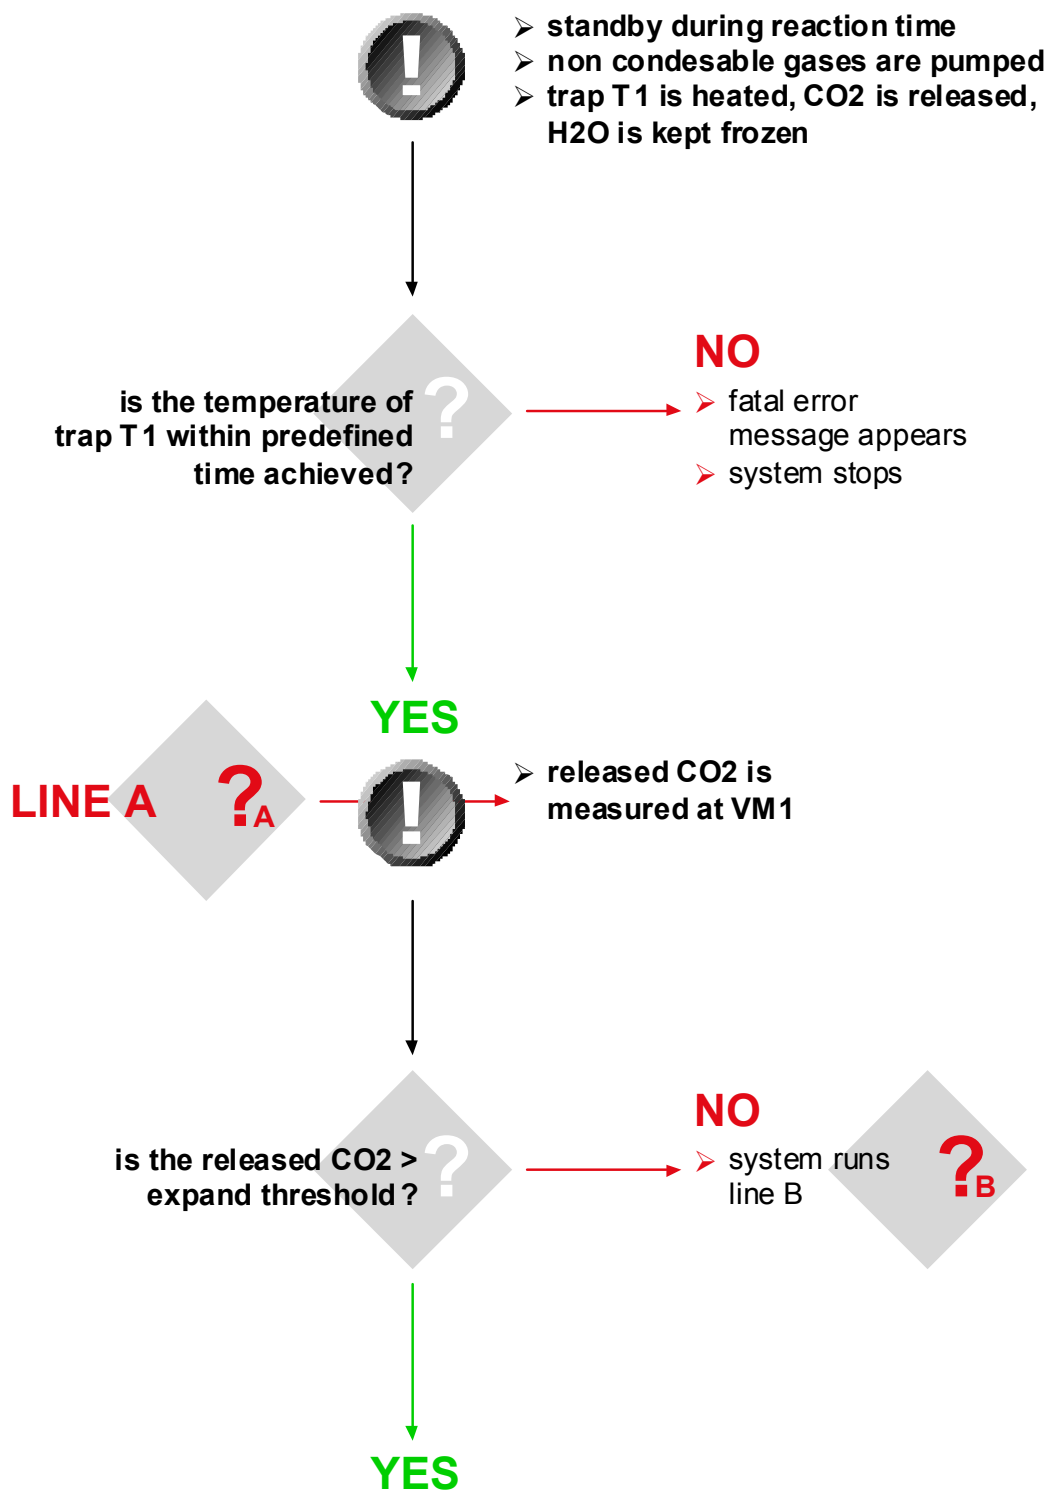 !
➢ standby during reaction time
➢ non condesable gases are pumped
➢ trap T1 is heated, CO2 is released,
H2O is kept frozen
is the temperature of
trap T1 within predefined
time achieved?
?
NO
➢ fatal error
message appears
➢ system stops
YES
LINE A
?A
!
➢ released CO2 is
measured at VM1
is the released CO2 >
expand threshold?
?
NO
➢ system runs
line B
?B
YES